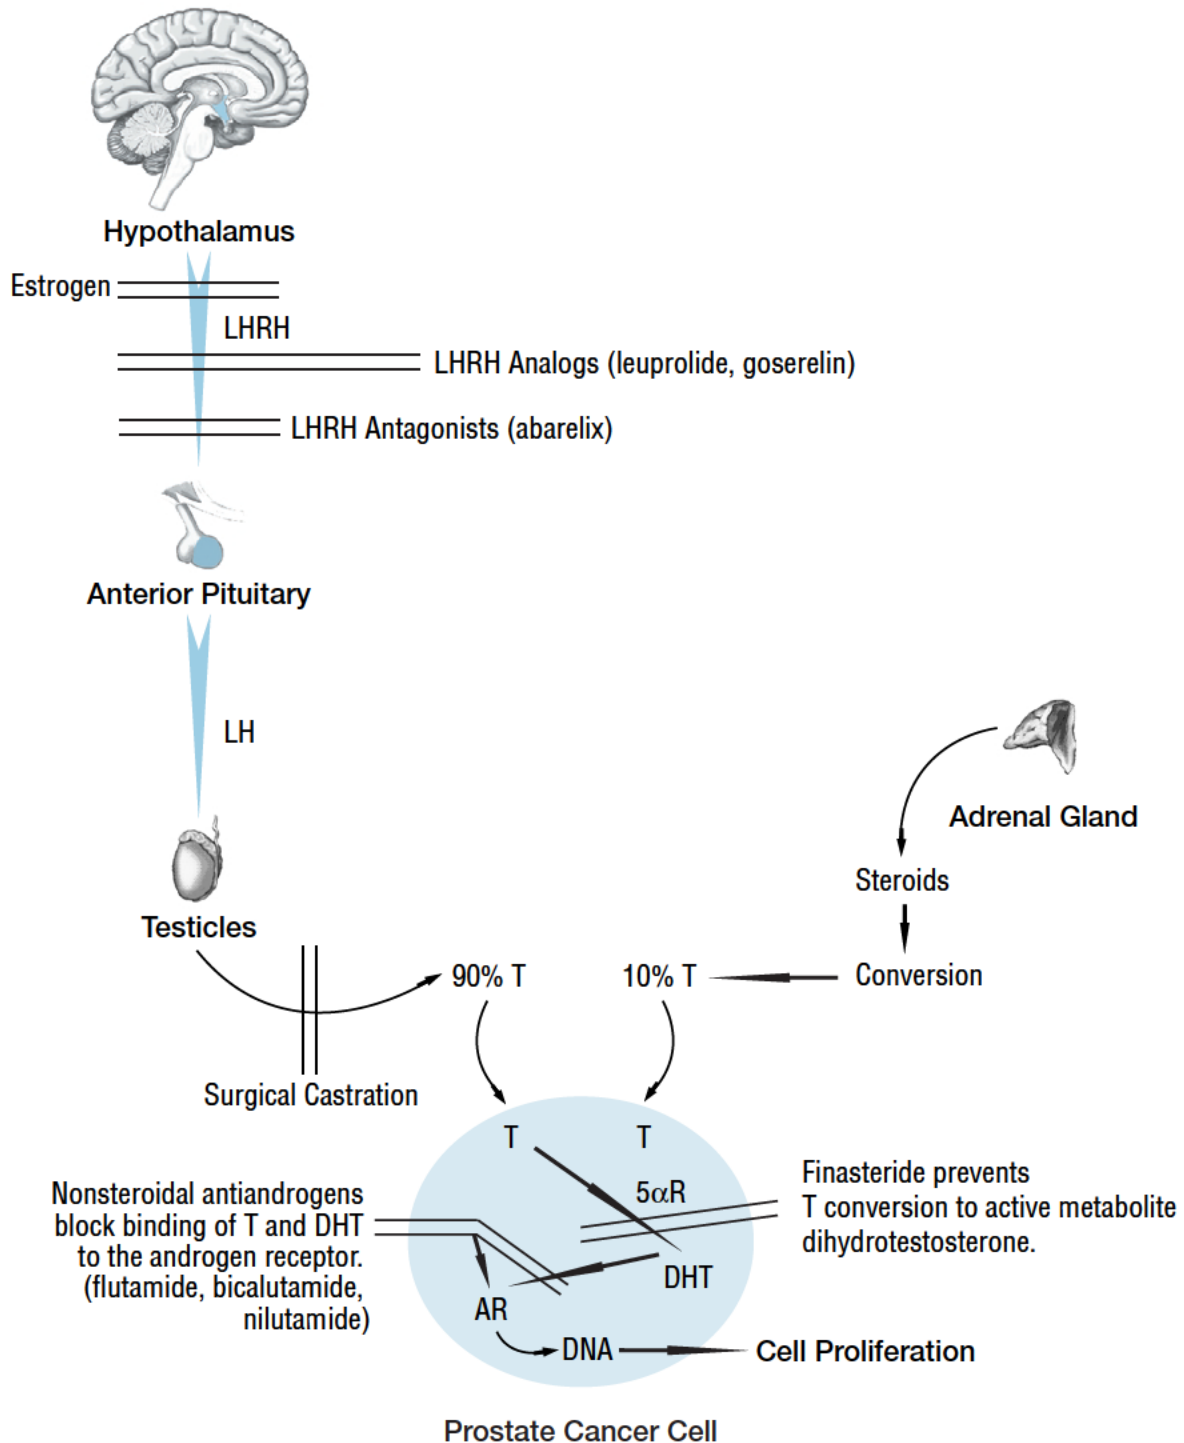 Hypothalamus
Estrogen
LHRH
LHRH Analogs (leuprolide, goserelin)
LHRH Antagonists (abarelix)
Anterior Pituitary
LH
Adrenal Gland
Steroids
Testicles
90% T
10% T
Conversion
Surgical Castration
T
T
5αR
Finasteride prevents
T conversion to active metabolite
dihydrotestosterone.
Nonsteroidal antiandrogens
block binding of T and DHT
to the androgen receptor.
(flutamide, bicalutamide,
nilutamide)
DHT
AR
DNA
Cell Proliferation
Prostate Cancer Cell